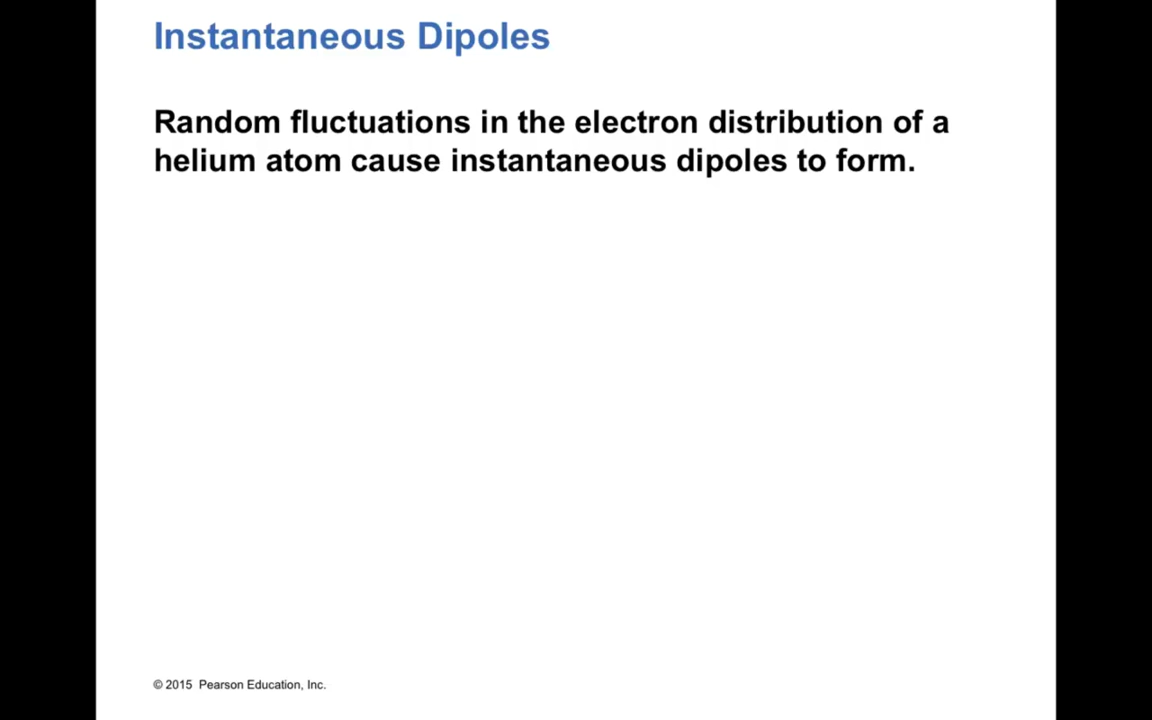 Instantaneous Dipoles
Random fluctuations in the electron distribution of a
helium atom cause instantaneous dipoles to form.
© 2015 Pearson Education, Inc.